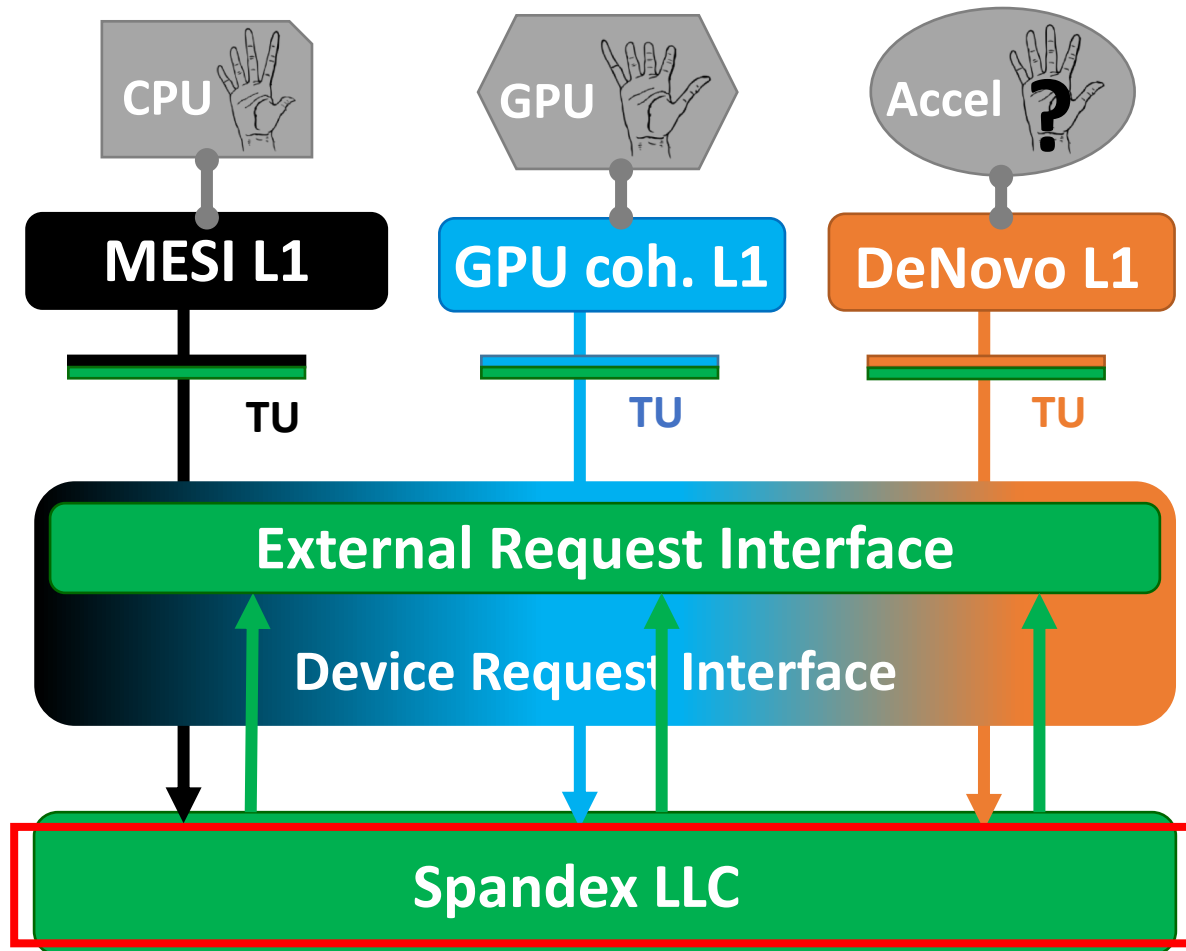 CPU
GPU
Accel
?
MESI L1
GPU coh. L1
DeNovo L1
TU
TU
TU
External Request Interface
Device Request Interface
Spandex LLC